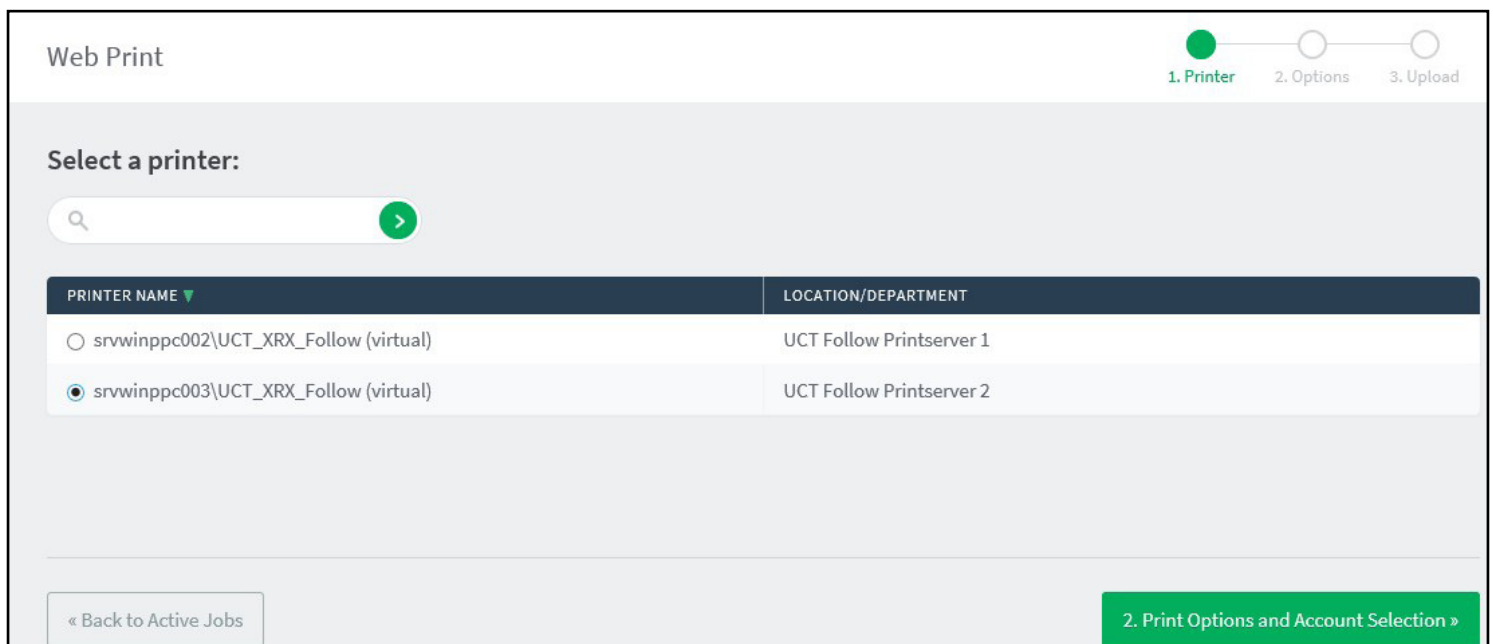 Web Print
1. Printer 2. Options 3. Upload
Select a printer:
PRINTER NAME LOCATION/DEPARTMENT
srvwinppc002\UCT_XRX_Follow (virtual) UCT Follow Printserver 1
srvwinppc003\UCT_XRX_Follow (virtual) UCT Follow Printserver 2
« Back to Active Jobs 2. Print Options and Account Selection »